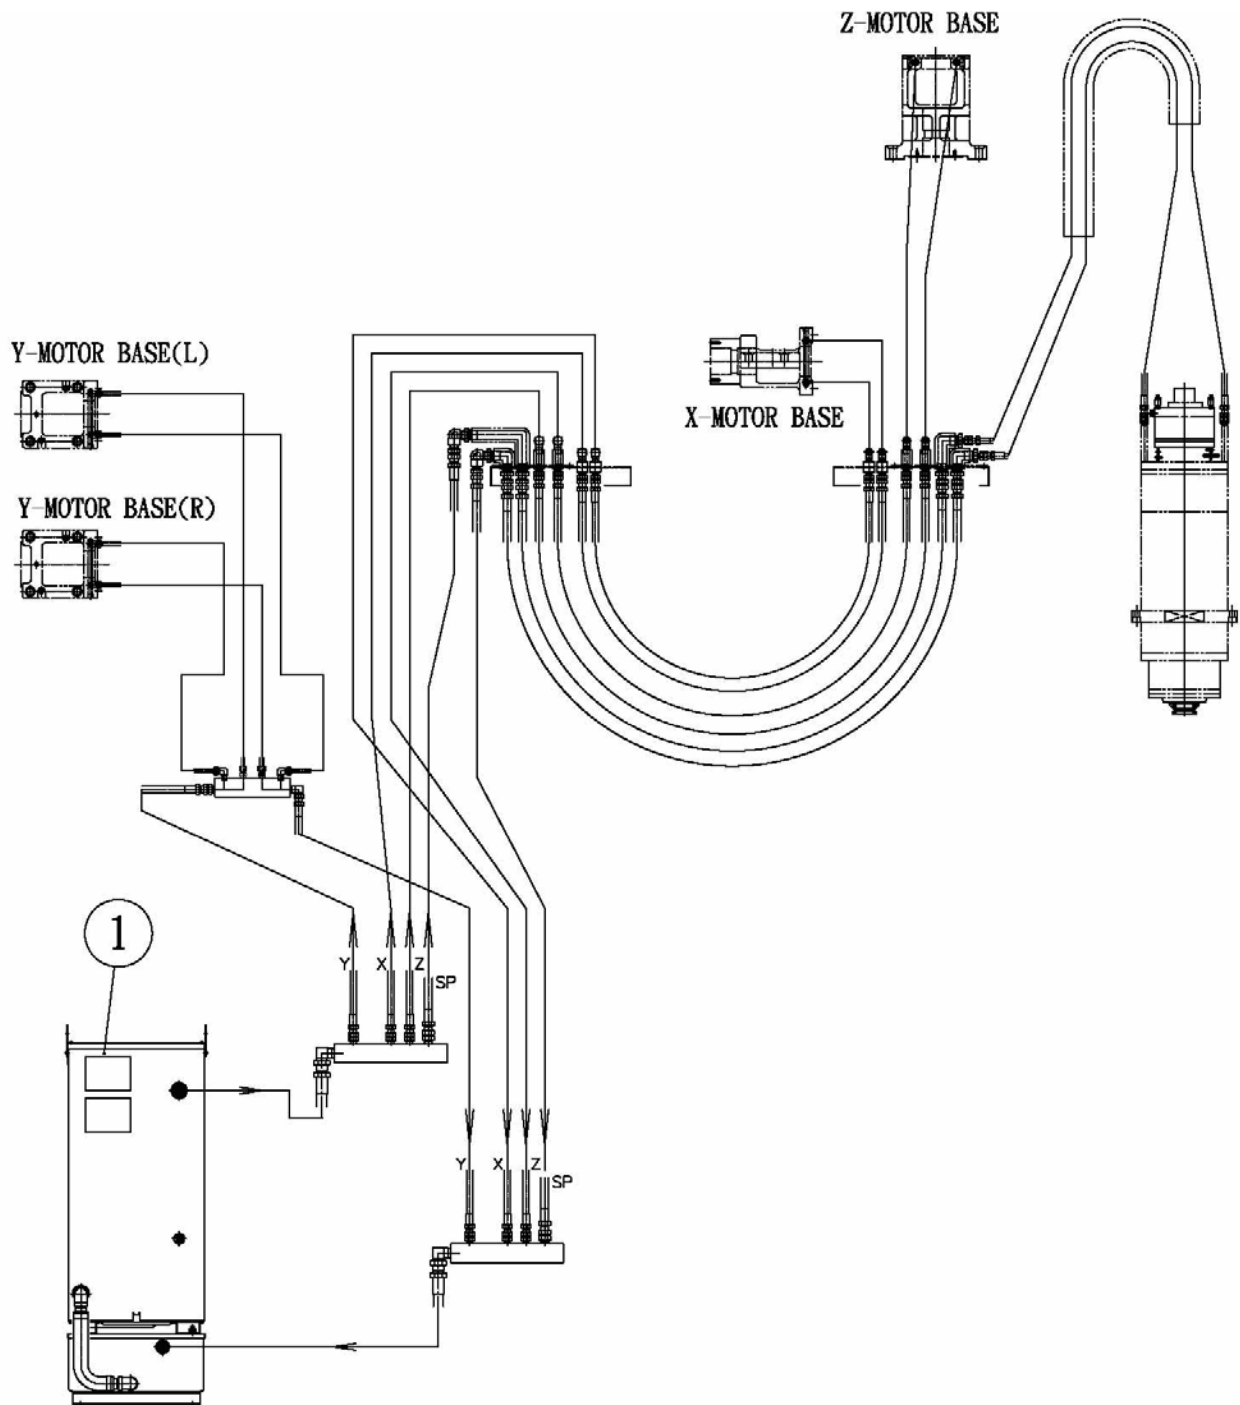 Z-MOTOR BASE
Y-MOTOR BASE(L)
X-MOTOR BASE
Y-MOTOR BASE(R)
1
Y X Z
SP
Y X Z
SP